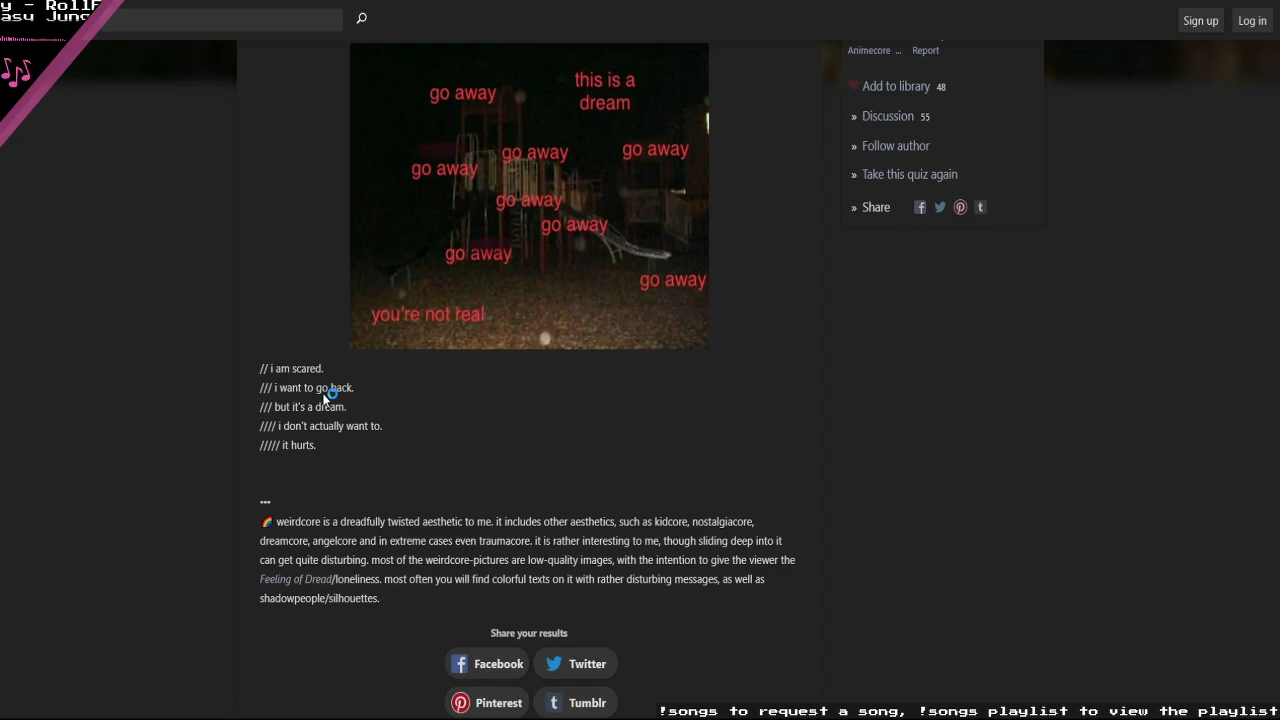 y - RollF
asy Jung
Sign up
Log in
Animecore ...
Report
Add to library 48
» Discussion 55
» Follow author
» Take this quiz again
» Share
go away
this is a
dream
go away
go away
go away
go away
go away
go away
go away
you're not real
// i am scared.
/// i want to go back.
/// but it's a dream.
//// i don't actually want to.
///// it hurts.
...
weirdcore is a dreadfully twisted aesthetic to me. it includes other aesthetics, such as kidcore, nostalgiacore,
dreamcore, angelcore and in extreme cases even traumacore. it is rather interesting to me, though sliding deep into it
can get quite disturbing. most of the weirdcore-pictures are low-quality images, with the intention to give the viewer the
Feeling of Dread/loneliness. most often you will find colorful texts on it with rather disturbing messages, as well as
shadowpeople/silhouettes.
Share your results
Facebook
Twitter
Pinterest
Tumblr
!songs to request a song, !songs playlist to view the playlist